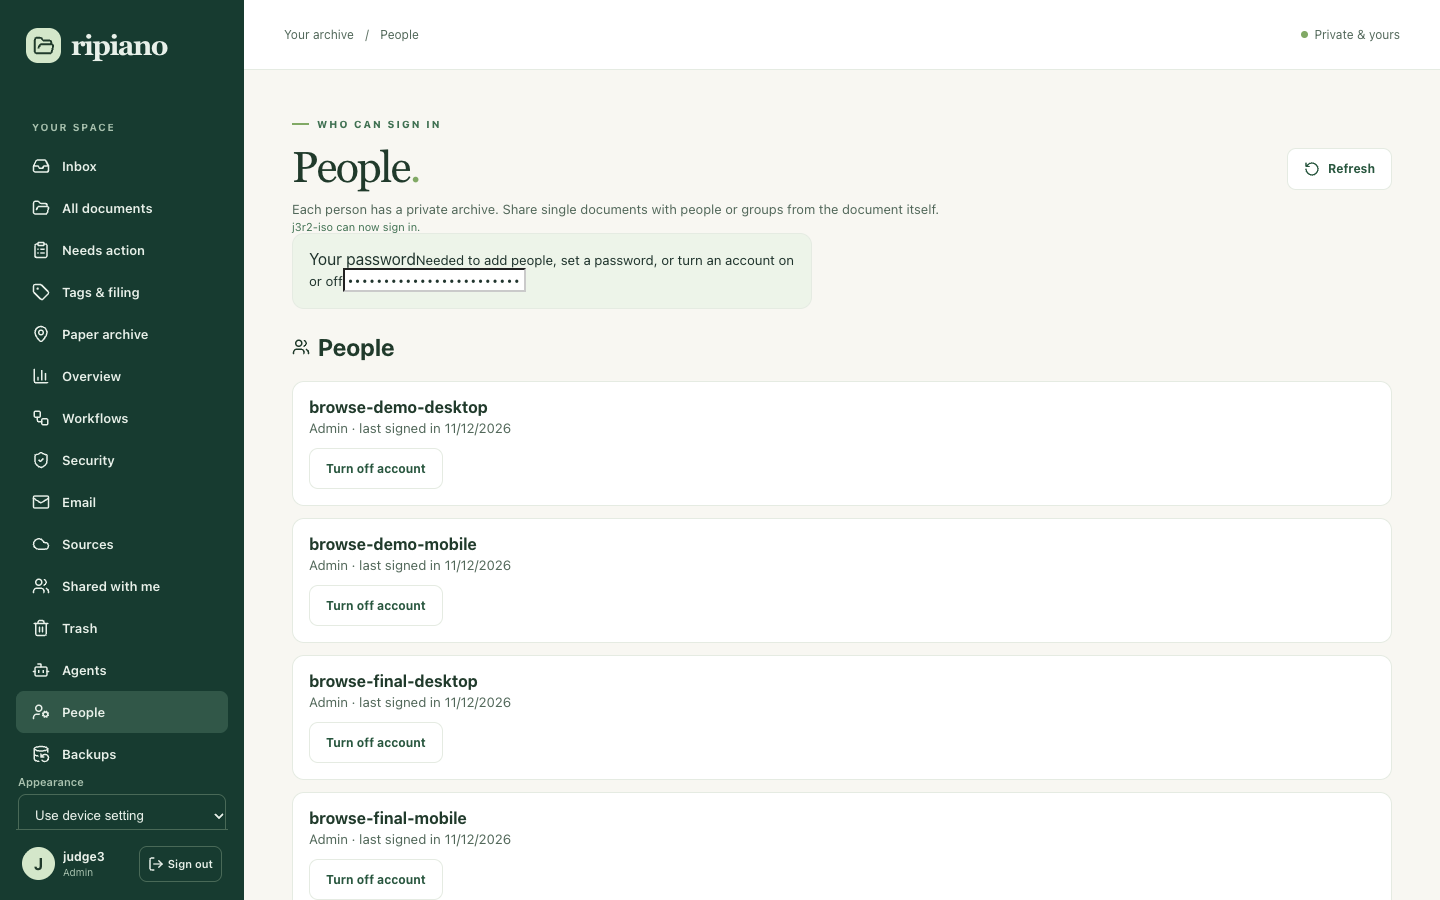 ripiano
Your archive / People
Private & yours
YOUR SPACE
Inbox
All documents
Needs action
Tags & filing
Paper archive
Overview
Workflows
Security
Email
Sources
Shared with me
Trash
Agents
People
Backups
Appearance
Use device setting
J
judge3
Admin
Sign out
WHO CAN SIGN IN
People.
Refresh
Each person has a private archive. Share single documents with people or groups from the document itself.
j3r2-iso can now sign in.
Your passwordNeeded to add people, set a password, or turn an account on
or off
People
browse-demo-desktop
Admin · last signed in 11/12/2026
Turn off account
browse-demo-mobile
Admin · last signed in 11/12/2026
Turn off account
browse-final-desktop
Admin · last signed in 11/12/2026
Turn off account
browse-final-mobile
Admin · last signed in 11/12/2026
Turn off account